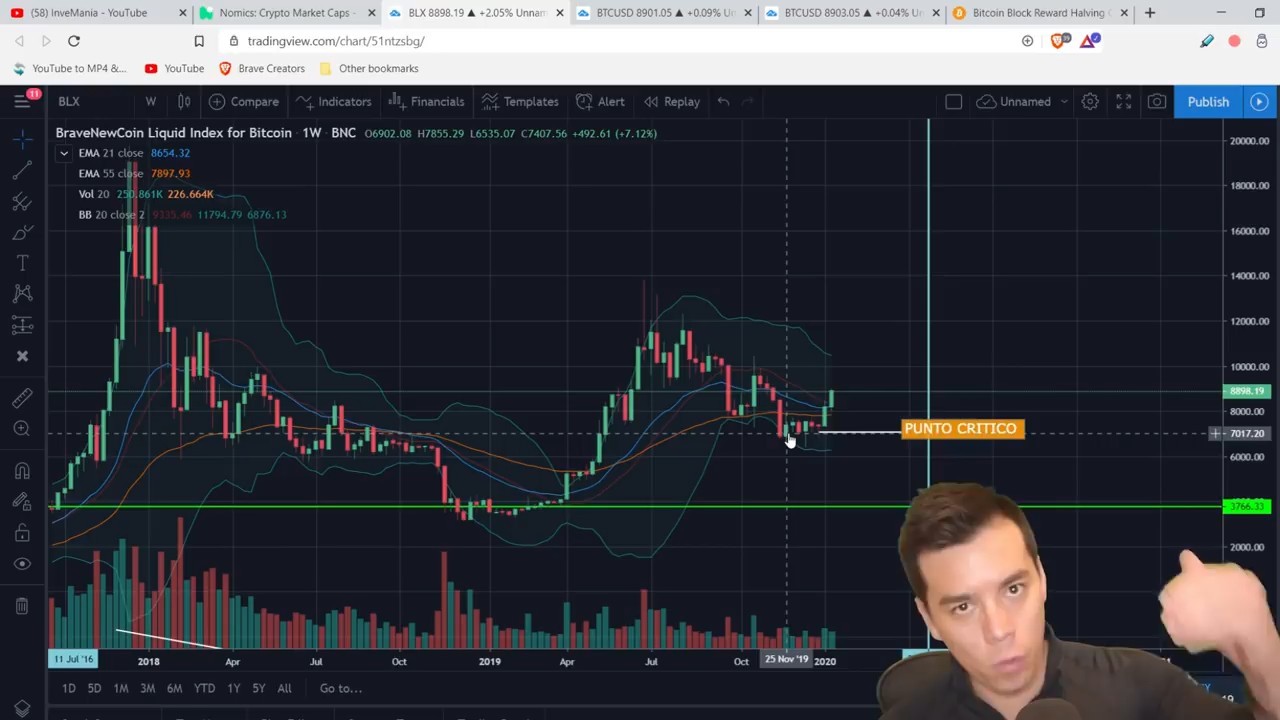 (58) InveMania - YouTube
Nomics: Crypto Market Caps -
BLX 8898.19 ▲ +2.05% Unnam
BTCUSD 8901.05 ▲ +0.09% Un
BTCUSD 8903.05 ▲ +0.04% Un
Bitcoin Block Reward Halving C
tradingview.com/chart/51ntzsbg/
39
YouTube to MP4 &...
YouTube
Brave Creators
Other bookmarks
11
BLX
W
Compare
Indicators
Financials
Templates
Alert
Replay
Unnamed
Publish
BraveNewCoin Liquid Index for Bitcoin · 1W · BNC O6902.08 H7855.29 L6535.07 C7407.56 +492.61 (+7.12%)
EMA 21 close 8654.32
EMA 55 close 7897.93
Vol 20 250.861K 226.664K
BB 20 close 2 9335.46 11794.79 6876.13
20000.00
18000.00
16000.00
14000.00
12000.00
10000.00
8898.19
8000.00
PUNTO CRITICO
7017.20
6000.00
3766.33
2000.00
11 Jul '16
2018
Apr
Jul
Oct
2019
Apr
Jul
Oct
25 Nov '19
2020
1D 5D 1M 3M 6M YTD 1Y 5Y All Go to...